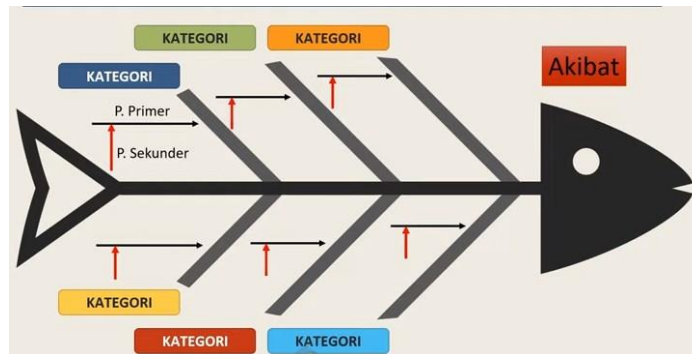 KATEGORI
KATEGORI
Akibat
KATEGORI
P. Primer
P. Sekunder
KATEGORI
KATEGORI
KATEGORI